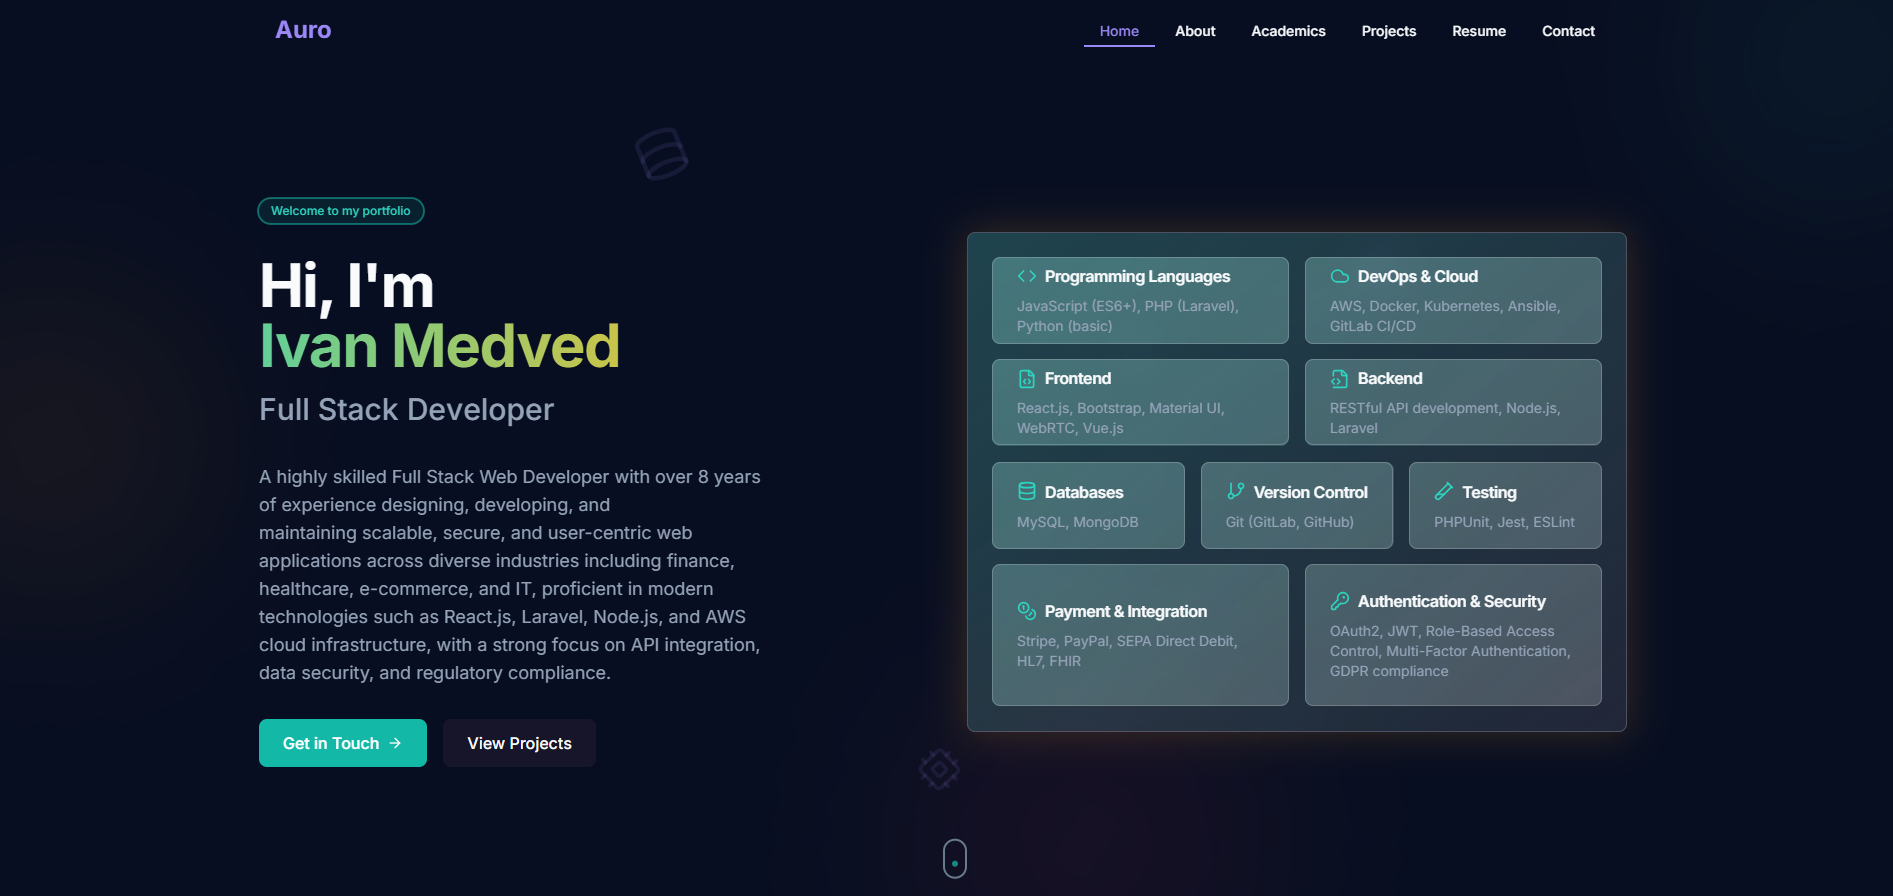 Auro
Home
About
Academics
Projects
Resume
Contact
Welcome to my portfolio
Hi, I'm
Ivan Medved
Full Stack Developer
A highly skilled Full Stack Web Developer with over 8 years
of experience designing, developing, and
maintaining scalable, secure, and user-centric web
applications across diverse industries including finance,
healthcare, e-commerce, and IT, proficient in modern
technologies such as React.js, Laravel, Node.js, and AWS
cloud infrastructure, with a strong focus on API integration,
data security, and regulatory compliance.
Get in Touch
View Projects
Programming Languages
JavaScript (ES6+), PHP (Laravel),
Python (basic)
DevOps & Cloud
AWS, Docker, Kubernetes, Ansible,
GitLab CI/CD
Frontend
React.js, Bootstrap, Material UI,
WebRTC, Vue.js
Backend
RESTful API development, Node.js,
Laravel
Databases
MySQL, MongoDB
Version Control
Git (GitLab, GitHub)
Testing
PHPUnit, Jest, ESLint
Payment & Integration
Stripe, PayPal, SEPA Direct Debit,
HL7, FHIR
Authentication & Security
OAuth2, JWT, Role-Based Access
Control, Multi-Factor Authentication,
GDPR compliance